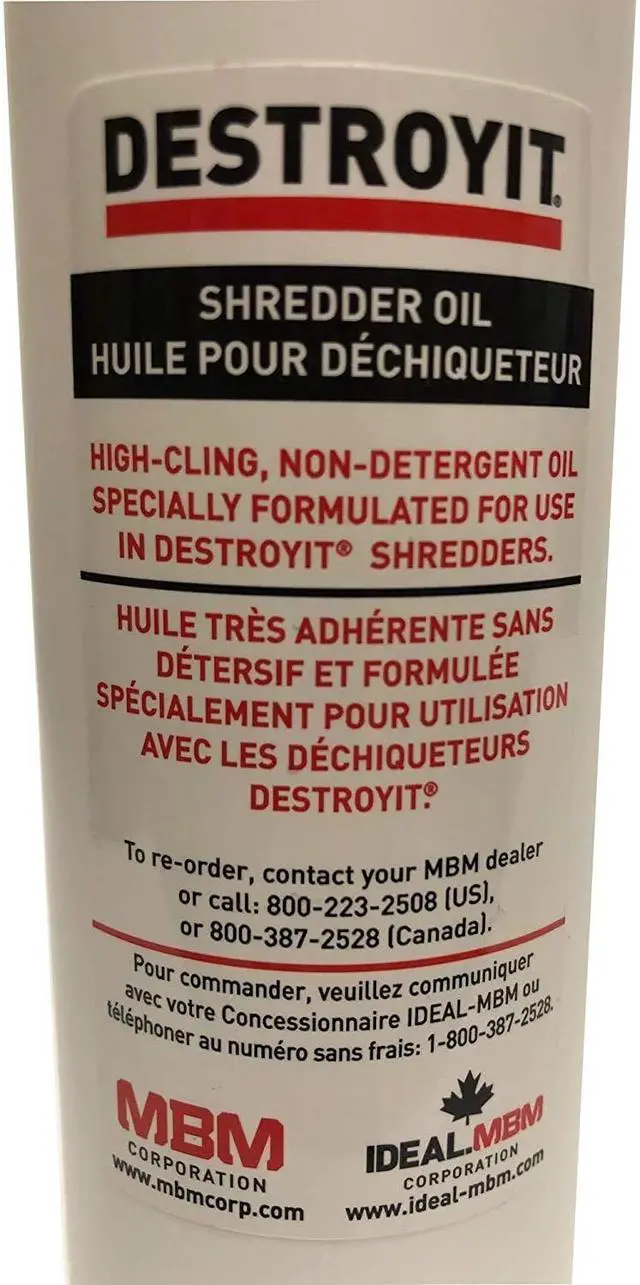 DESTROYIT®
SHREDDER OIL
HUILE POUR DÉCHIQUETEUR
HIGH-CLING, NON-DETERGENT OIL
SPECIALLY FORMULATED FOR USE
IN DESTROYIT® SHREDDERS.
HUILE TRÈS ADHÉRENTE SANS
DÉTERSIF ET FORMULÉE
SPÉCIALEMENT POUR UTILISATION
AVEC LES DÉCHIQUETEURS
DESTROYIT.®
To re-order, contact your MBM dealer
or call: 800-223-2508 (US),
or 800-387-2528 (Canada).
Pour commander, veuillez communiquer
avec votre Concessionnaire IDEAL-MBM ou
téléphoner au numéro sans frais: 1-800-387-2528.
MBM
CORPORATION
www.mbmcorp.com
IDEAL.MBM
CORPORATION
www.ideal-mbm.com